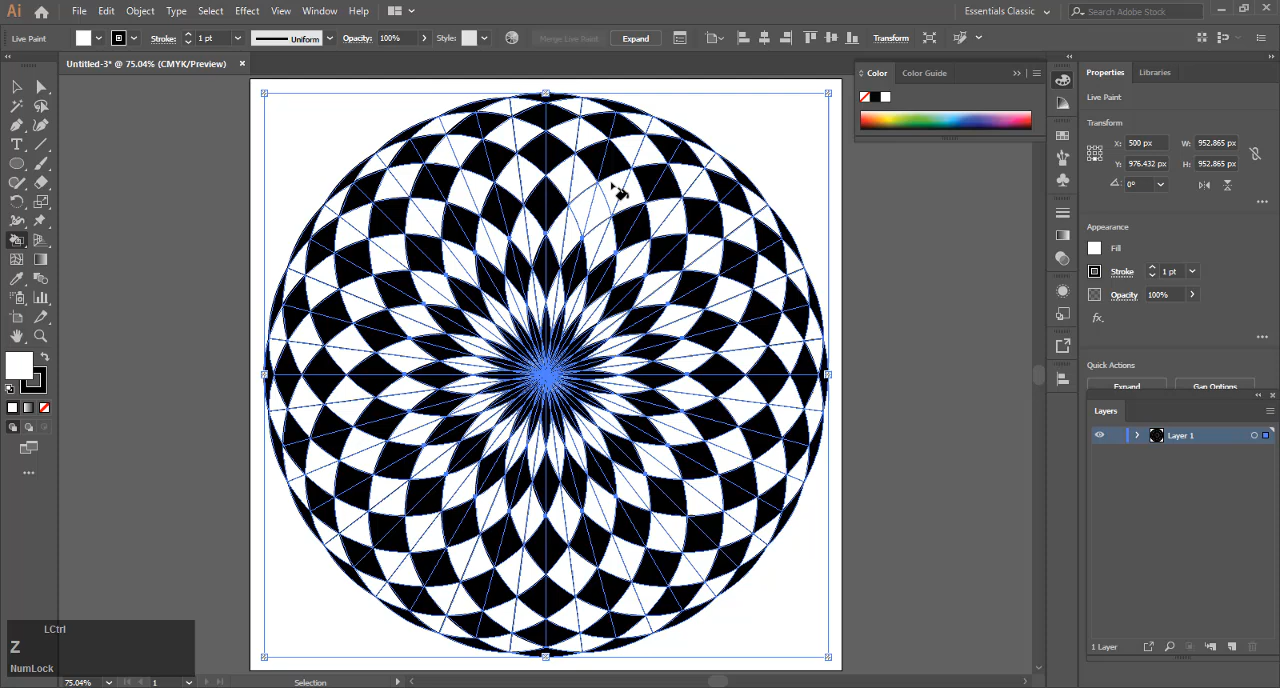 Ai File Edit Object Type Select Effect View Window Help Essentials Classic Search Adobe Stock
Live Paint Stroke: 1 pt Uniform Opacity: 100% Style: Merge Live Paint Expand Transform
Untitled-3* @ 75.04% (CMYK/Preview)
Color Color Guide
Properties Libraries
Live Paint
Transform
X: 500 px W: 952.865 px
Y: 976.432 px H: 952.865 px
0°
Appearance
Fill
Stroke 1 pt
Opacity 100%
fx.
Quick Actions
Expand Gap Options
Layers
Layer 1
1 Layer
LCtrl
Z
NumLock
75.04% 1 Selection